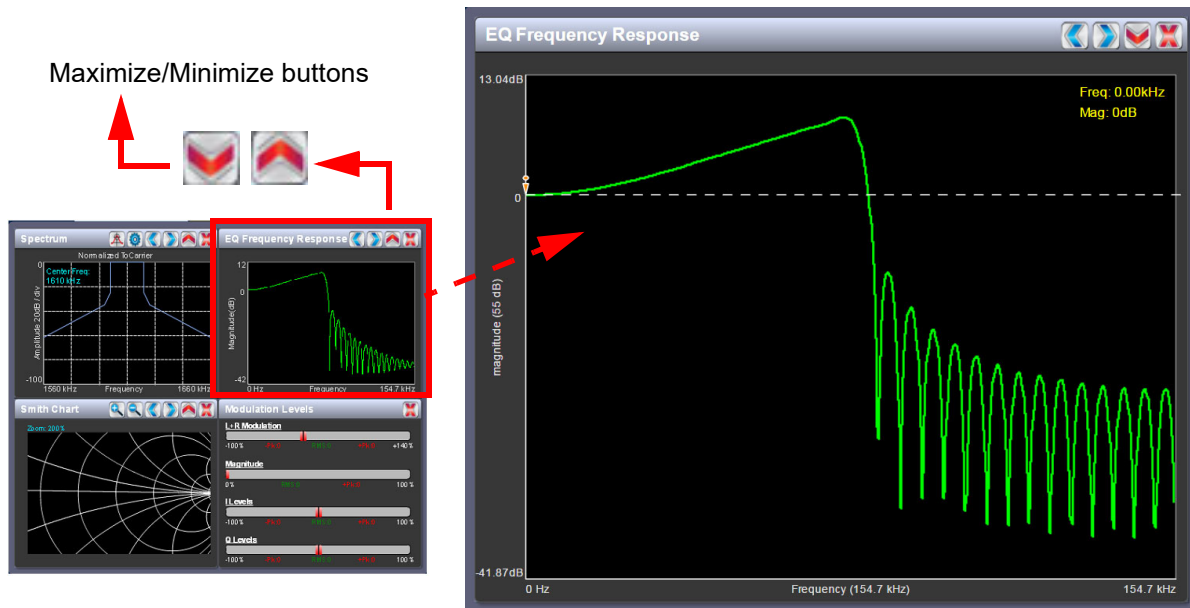 Maximize/Minimize buttons
EQ Frequency Response
13.04dB
Freq: 0.00kHz
Mag: 0dB
0
magnitude (55 dB)
-41.87dB
0 Hz
Frequency (154.7 kHz)
154.7 kHz
Spectrum
Normalized To Carrier
0
Center Freq:
1610 kHz
Amplitude 20dB / div
-100
1560 kHz
Frequency
1660 kHz
EQ Frequency Response
12
0
Magnitude(dB)
-42
0 Hz
Frequency
154.7 kHz
Smith Chart
Zoom: 200%
Modulation Levels
L+R Modulation
-100 %
+140 %
Magnitude
0 %
100 %
I Levels
-100 %
100 %
Q Levels
-100 %
100 %